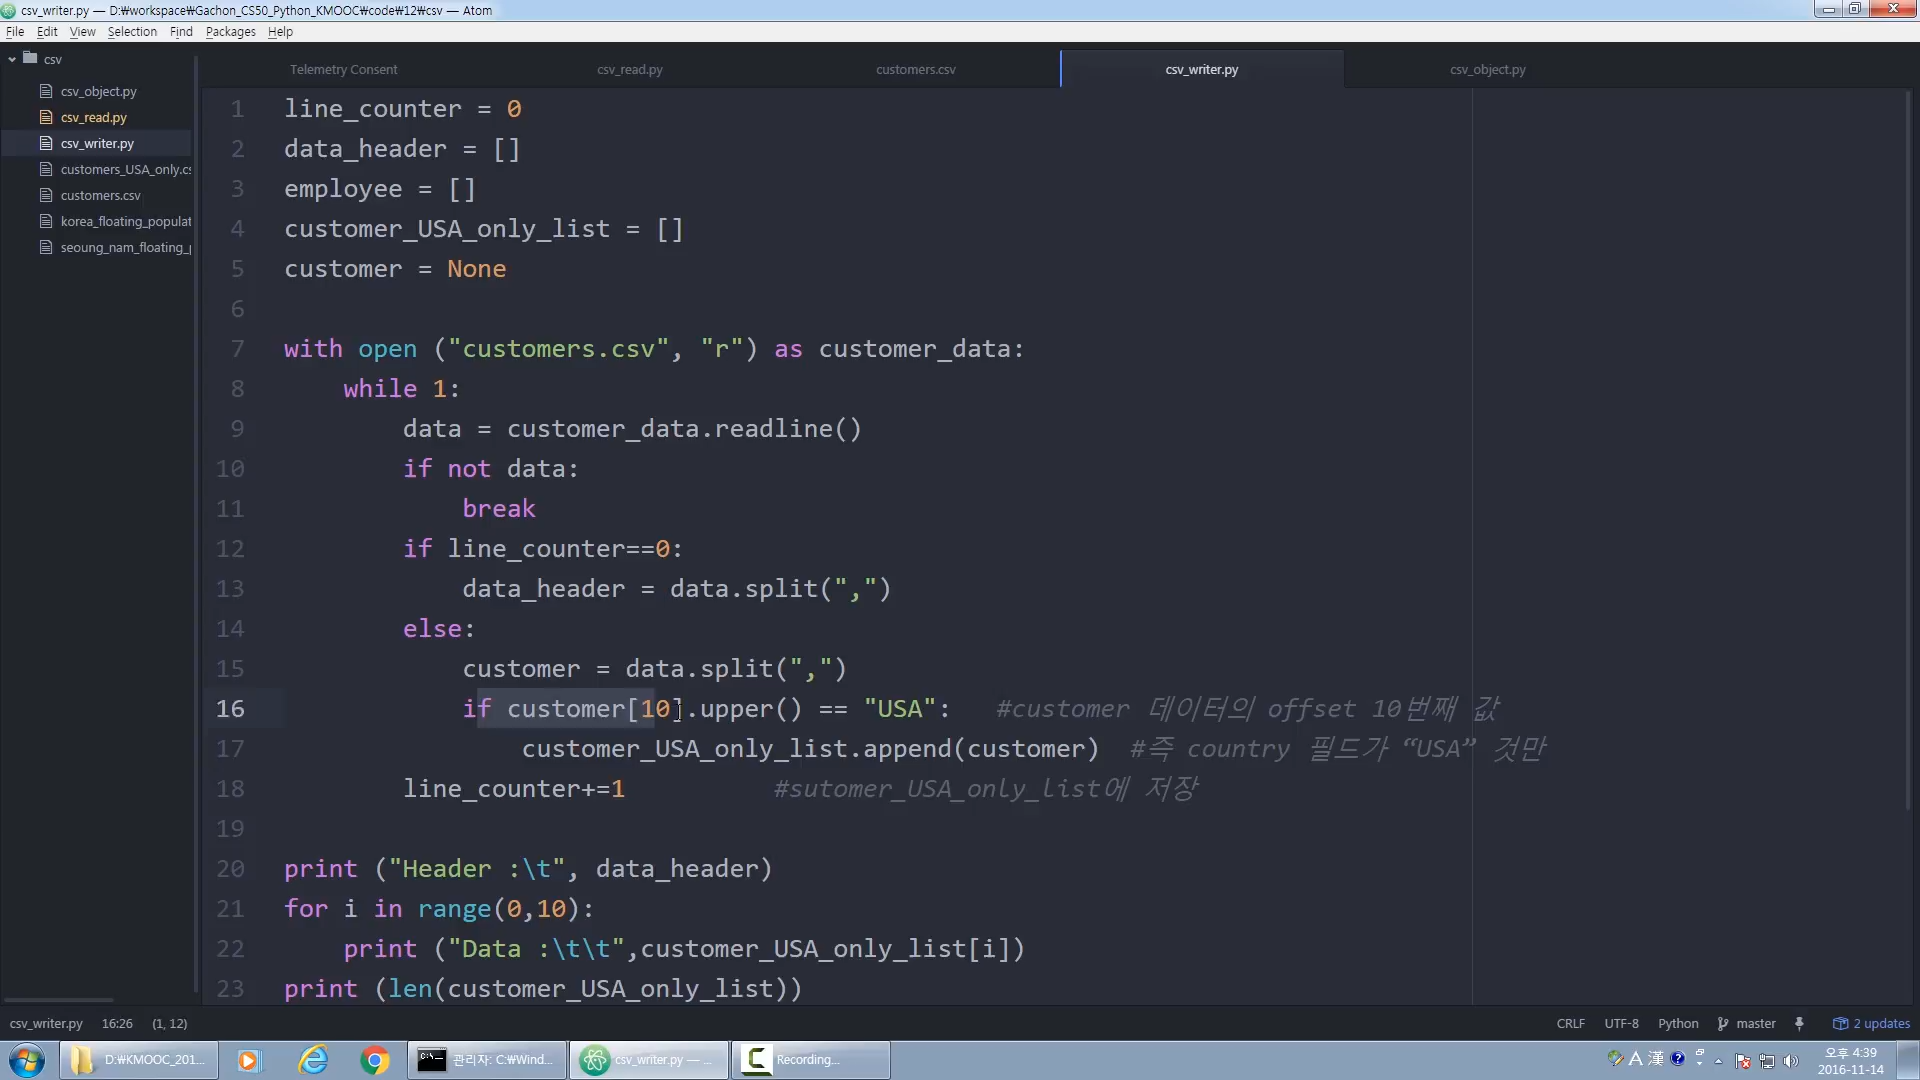 csv_writer.py — D:₩workspace₩Gachon_CS50_Python_KMOOC₩code₩12₩csv — Atom
File Edit View Selection Find Packages Help
csv
csv_object.py
csv_read.py
csv_writer.py
customers_USA_only.cs
customers.csv
korea_floating_populat
seoung_nam_floating_p
Telemetry Consent csv_read.py customers.csv csv_writer.py csv_object.py
1 line_counter = 0
2 data_header = []
3 employee = []
4 customer_USA_only_list = []
5 customer = None
6
7 with open ("customers.csv", "r") as customer_data:
8 while 1:
9 data = customer_data.readline()
10 if not data:
11 break
12 if line_counter==0:
13 data_header = data.split(",")
14 else:
15 customer = data.split(",")
16 if customer[10].upper() == "USA": #customer 데이터의 offset 10번째 값
17 customer_USA_only_list.append(customer) #즉 country 필드가 “USA” 것만
18 line_counter+=1 #sutomer_USA_only_list에 저장
19
20 print ("Header :\t", data_header)
21 for i in range(0,10):
22 print ("Data :\t\t",customer_USA_only_list[i])
23 print (len(customer_USA_only_list))
csv_writer.py 16:26 (1, 12) CRLF UTF-8 Python master 2 updates
D:₩KMOOC_201... 관리자: C:₩Wind... csv_writer.py — ... Recording... A 漢 오후 4:39
2016-11-14